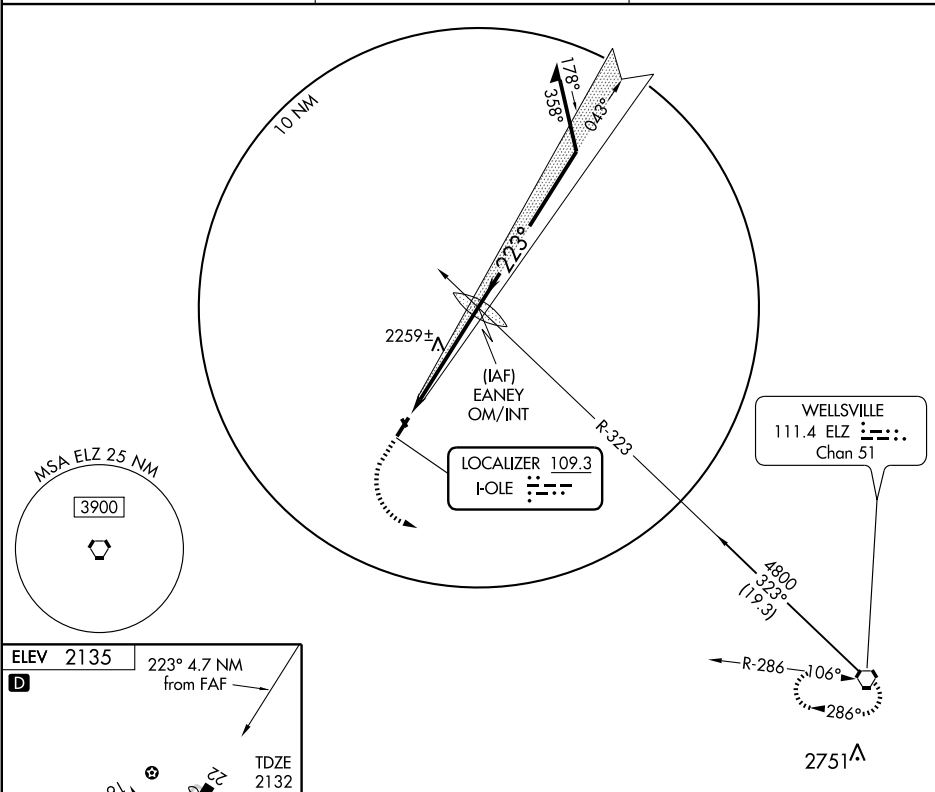 10 NM
178°
358°
043°
223°
2259±
(IAF)
EANEY
OM/INT
R-323
LOCALIZER 109.3
I-OLE
WELLSVILLE
111.4 ELZ
Chan 51
MSA ELZ 25 NM
3900
4800
323°
(19.3)
R-286
106°
286°
2751
ELEV 2135
D
223° 4.7 NM
from FAF
TDZE
2132
22